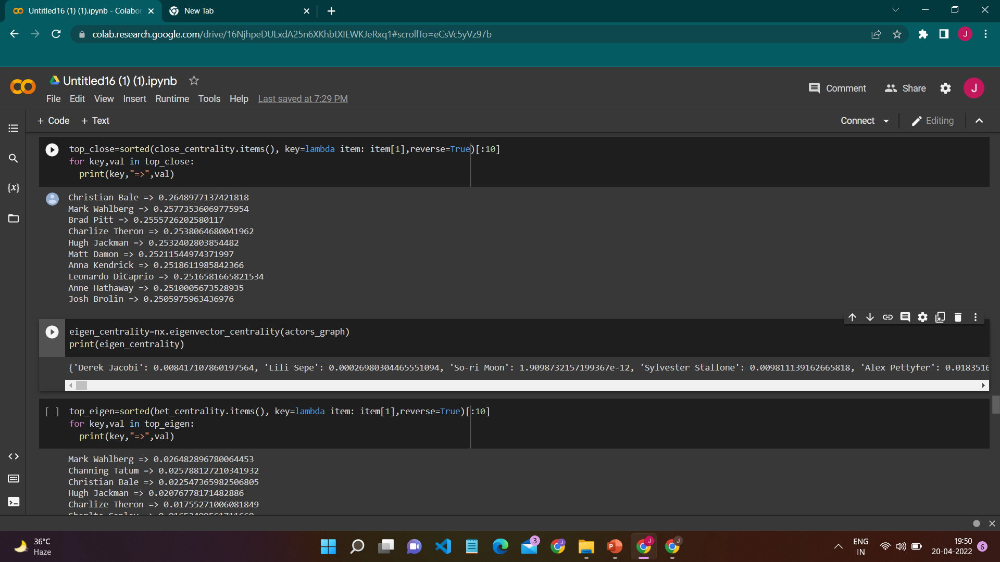 Untitled16 (1) (1).ipynb - Colabor
New Tab
colab.research.google.com/drive/16NjhpeDULxdA25n6XKhbtXIEWKJeRxq1#scrollTo=eCsVc5yVz97b
J
Untitled16 (1) (1).ipynb
Comment
Share
J
File Edit View Insert Runtime Tools Help Last saved at 7:29 PM
+ Code + Text
Connect
Editing
top_close=sorted(close_centrality.items(), key=lambda item: item[1],reverse=True)[:10]
for key,val in top_close:
print(key,"=>",val)
{x}
Christian Bale => 0.2648977137421818
Mark Wahlberg => 0.25773536069775954
Brad Pitt => 0.2555726202580117
Charlize Theron => 0.2538064680041962
Hugh Jackman => 0.2532402803854482
Matt Damon => 0.25211544974371997
Anna Kendrick => 0.2518611985842366
Leonardo DiCaprio => 0.2516581665821534
Anne Hathaway => 0.2510005673528935
Josh Brolin => 0.2505975963436976
eigen_centrality=nx.eigenvector_centrality(actors_graph)
print(eigen_centrality)
{'Derek Jacobi': 0.008417107860197564, 'Lili Sepe': 0.00026980304465551094, 'So-ri Moon': 1.9098732157199367e-12, 'Sylvester Stallone': 0.009811139162665818, 'Alex Pettyfer': 0.0183516
[ ] top_eigen=sorted(bet_centrality.items(), key=lambda item: item[1],reverse=True)[:10]
for key,val in top_eigen:
print(key,"=>",val)
Mark Wahlberg => 0.026482896780064453
Channing Tatum => 0.025788127210341932
Christian Bale => 0.022547365982506805
Hugh Jackman => 0.02076778171482886
Charlize Theron => 0.01755271006081849
36°C
Haze
3
J
P
J
J
ENG
IN
19:50
20-04-2022
6